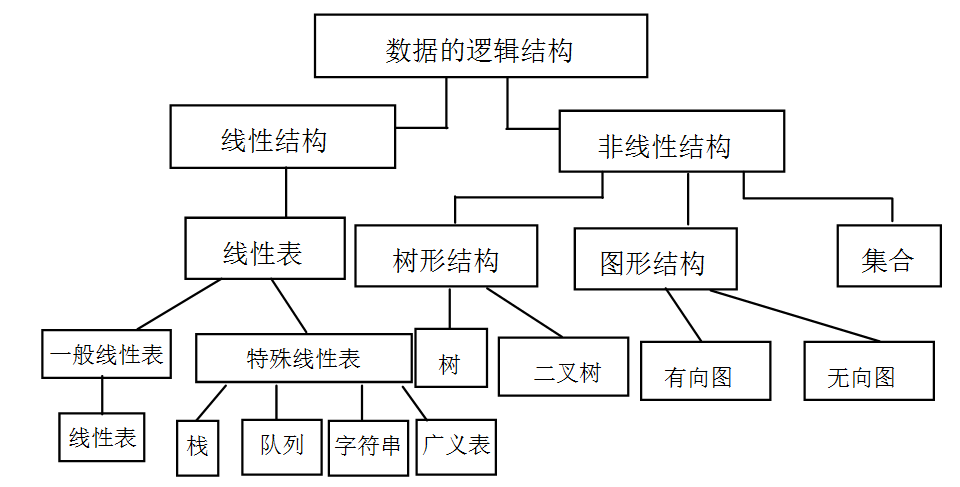 数据的逻辑结构
线性结构
非线性结构
线性表
树形结构
图形结构
集合
一般线性表
特殊线性表
树
二叉树
有向图
无向图
线性表
栈
队列
字符串
广义表